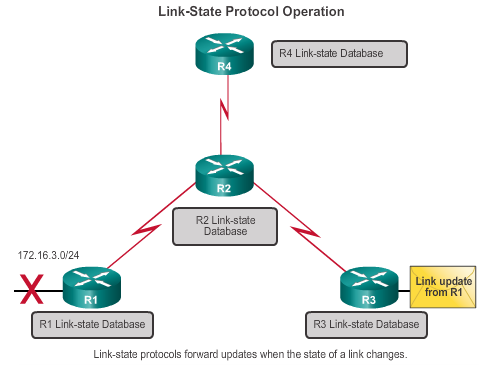 Link-State Protocol Operation
R4
R4 Link-state Database
R2
R2 Link-state
Database
172.16.3.0/24
R1
R3
Link update
from R1
R1 Link-state Database
R3 Link-state Database
Link-state protocols forward updates when the state of a link changes.